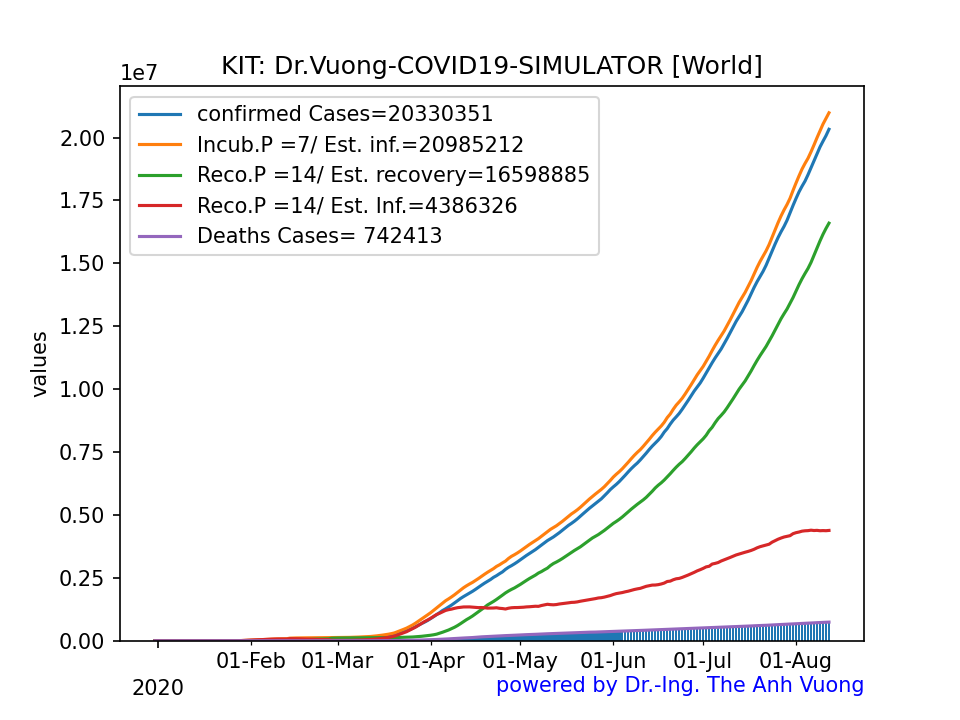 KIT: Dr.Vuong-COVID19-SIMULATOR [World]
1e7
confirmed Cases=20330351
Incub.P =7/ Est. inf.=20985212
Reco.P =14/ Est. recovery=16598885
Reco.P =14/ Est. Inf.=4386326
Deaths Cases= 742413
2.00
1.75
1.50
1.25
1.00
0.75
0.50
0.25
0.00
values
01-Feb 01-Mar 01-Apr 01-May 01-Jun 01-Jul 01-Aug
2020
powered by Dr.-Ing. The Anh Vuong